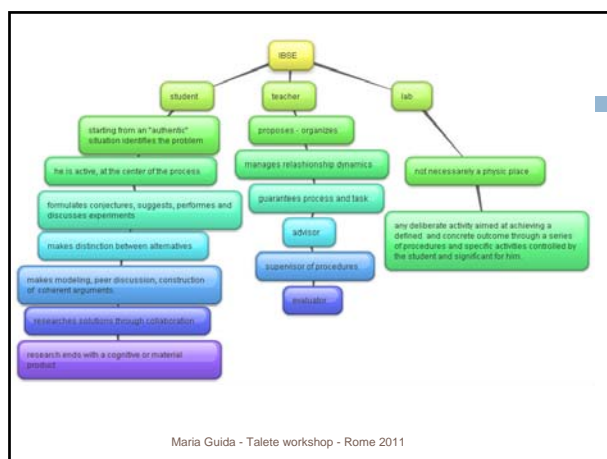 IBSE
student
teacher
lab
starting from an "authentic"
situation identifies the problem
he is active, at the center of the process
formulates conjectures, suggests, performes and
discusses experiments
makes distinction between alternatives
makes modeling, peer discussion, construction
of coherent arguments.
researches solutions through collaboration
research ends with a cognitive or material
product
proposes - organizes
manages relashionship dynamics
guarantees process and task
advisor
supervisor of procedures
evaluator
not necessarely a physic place
any deliberate activity aimed at achieving a
defined and concrete outcome through a series
of procedures and specific activities controlled by
the student and significant for him.
Maria Guida - Talete workshop - Rome 2011